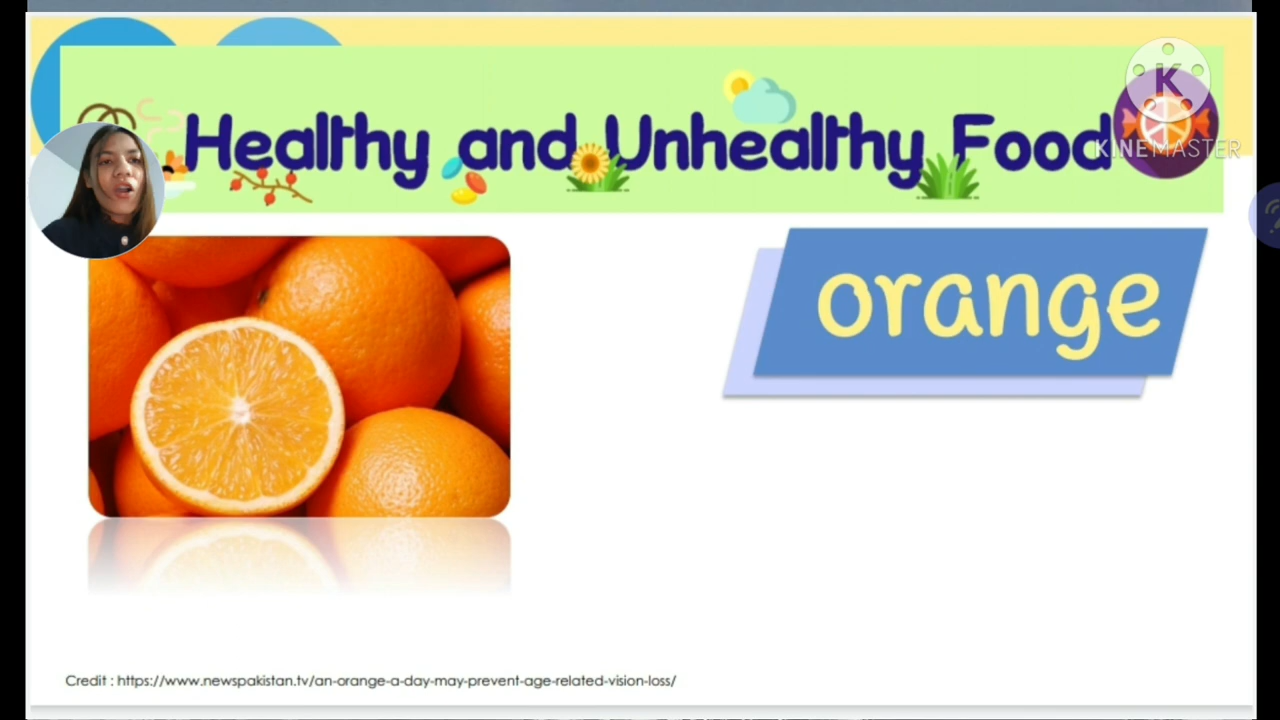 Healthy and Unhealthy Food
K
KINEMASTER
orange
Credit : https://www.newspakistan.tv/an-orange-a-day-may-prevent-age-related-vision-loss/